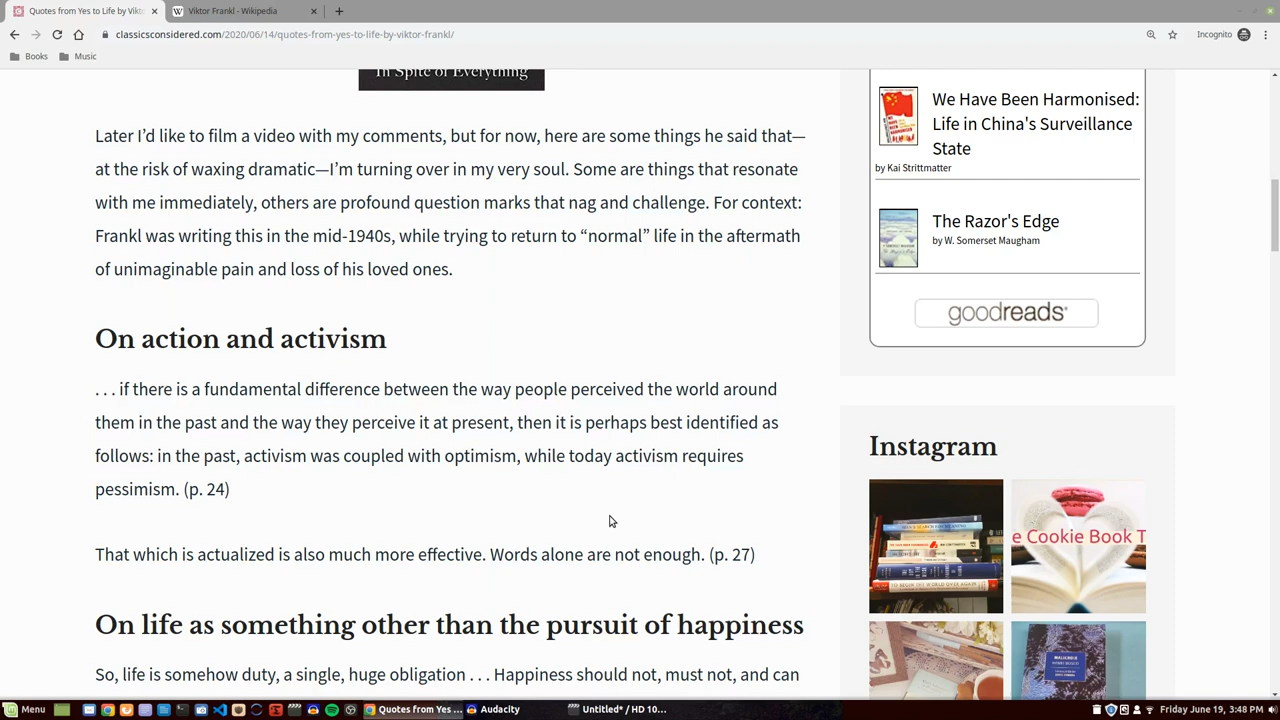 Quotes from Yes to Life by Vikto
Viktor Frankl - Wikipedia
classicsconsidered.com/2020/06/14/quotes-from-yes-to-life-by-viktor-frankl/
Incognito
Books
Music
In Spite of Everything
Later I’d like to film a video with my comments, but for now, here are some things he said that—
at the risk of waxing dramatic—I’m turning over in my very soul. Some are things that resonate
with me immediately, others are profound question marks that nag and challenge. For context:
Frankl was writing this in the mid-1940s, while trying to return to “normal” life in the aftermath
of unimaginable pain and loss of his loved ones.
On action and activism
. . . if there is a fundamental difference between the way people perceived the world around
them in the past and the way they perceive it at present, then it is perhaps best identified as
follows: in the past, activism was coupled with optimism, while today activism requires
pessimism. (p. 24)
That which is actuated is also much more effective. Words alone are not enough. (p. 27)
On life as something other than the pursuit of happiness
So, life is somehow duty, a single, huge obligation . . . Happiness should not, must not, and can
We Have Been Harmonised:
Life in China's Surveillance
State
by Kai Strittmatter
The Razor's Edge
by W. Somerset Maugham
goodreads
Instagram
e Cookie Book T
MALICROIX
Menu
Quotes from Yes ...
Audacity
Untitled* / HD 10...
Friday June 19, 3:48 PM